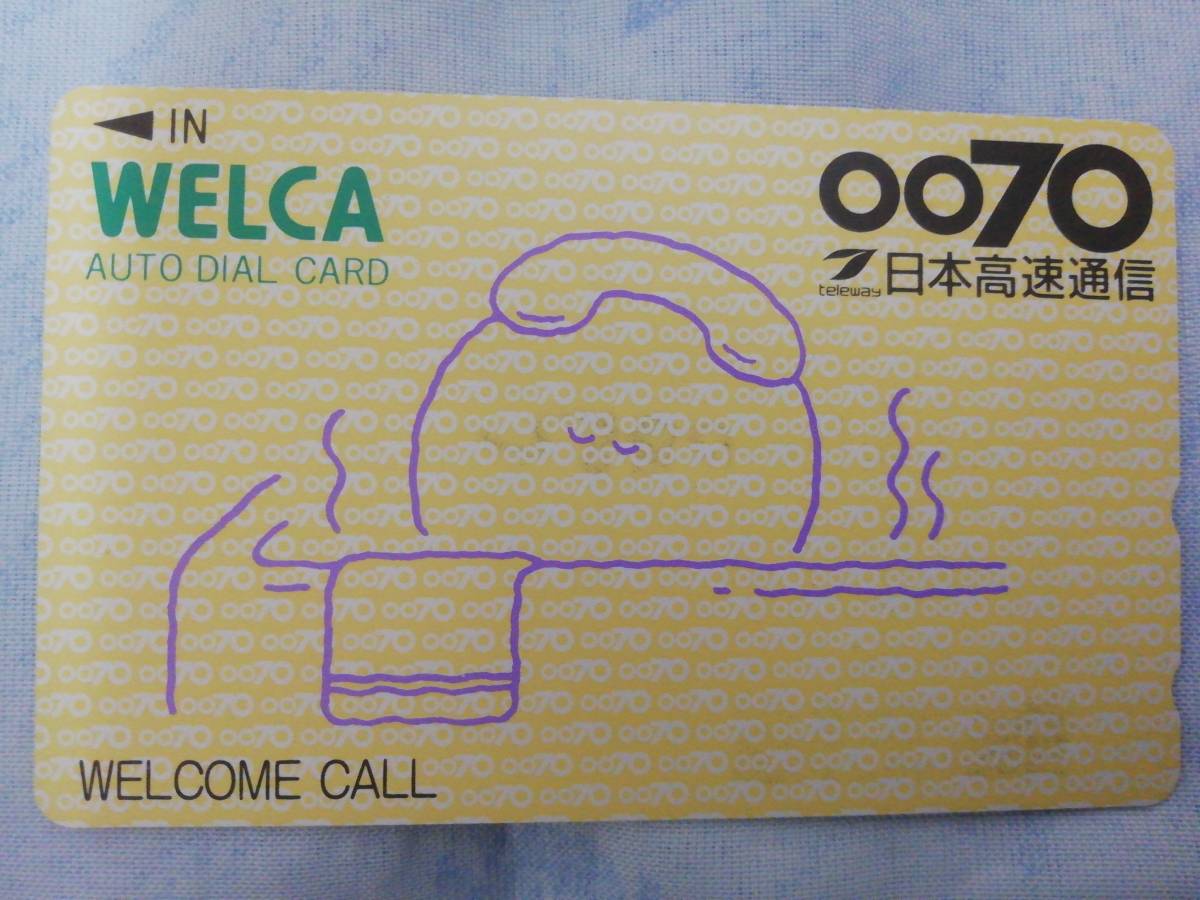 IN
WELCA
AUTO DIAL CARD
0070
teleway 日本高速通信
WELCOME CALL